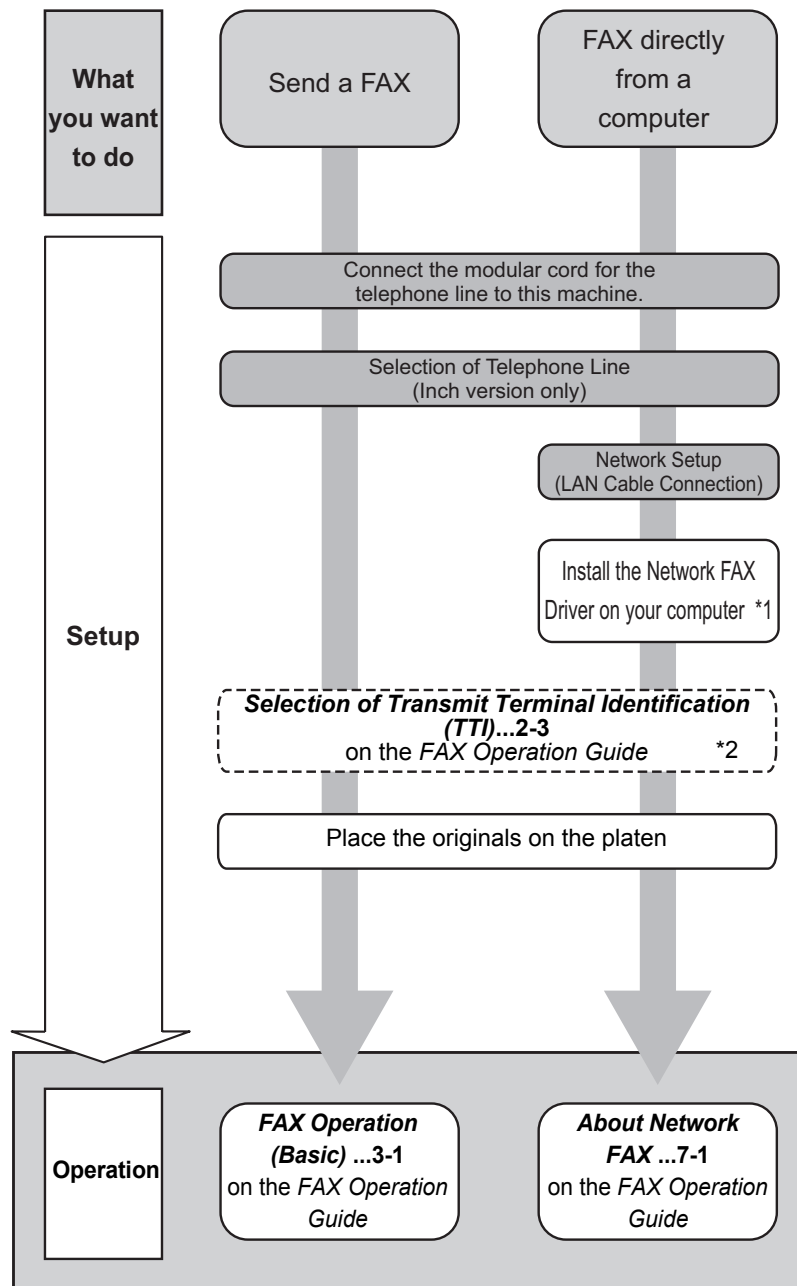 What
you want
to do
Send a FAX
FAX directly
from a
computer
Setup
Connect the modular cord for the
telephone line to this machine.
Selection of Telephone Line
(Inch version only)
Network Setup
(LAN Cable Connection)
Install the Network FAX
Driver on your computer *1
Selection of Transmit Terminal Identification
(TTI)...2-3
on the FAX Operation Guide *2
Place the originals on the platen
Operation
FAX Operation
(Basic) ...3-1
on the FAX Operation
Guide
About Network
FAX ...7-1
on the FAX Operation
Guide